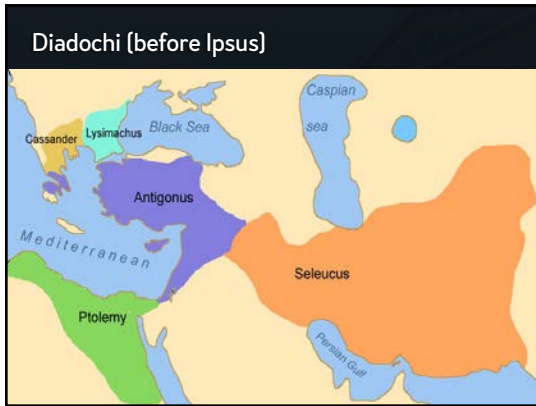 Diadochi (before Ipsus)
Caspian
sea
Cassander
Lysimachus
Black Sea
Antigonus
Mediterranean
Seleucus
Ptolemy
Persian Gulf